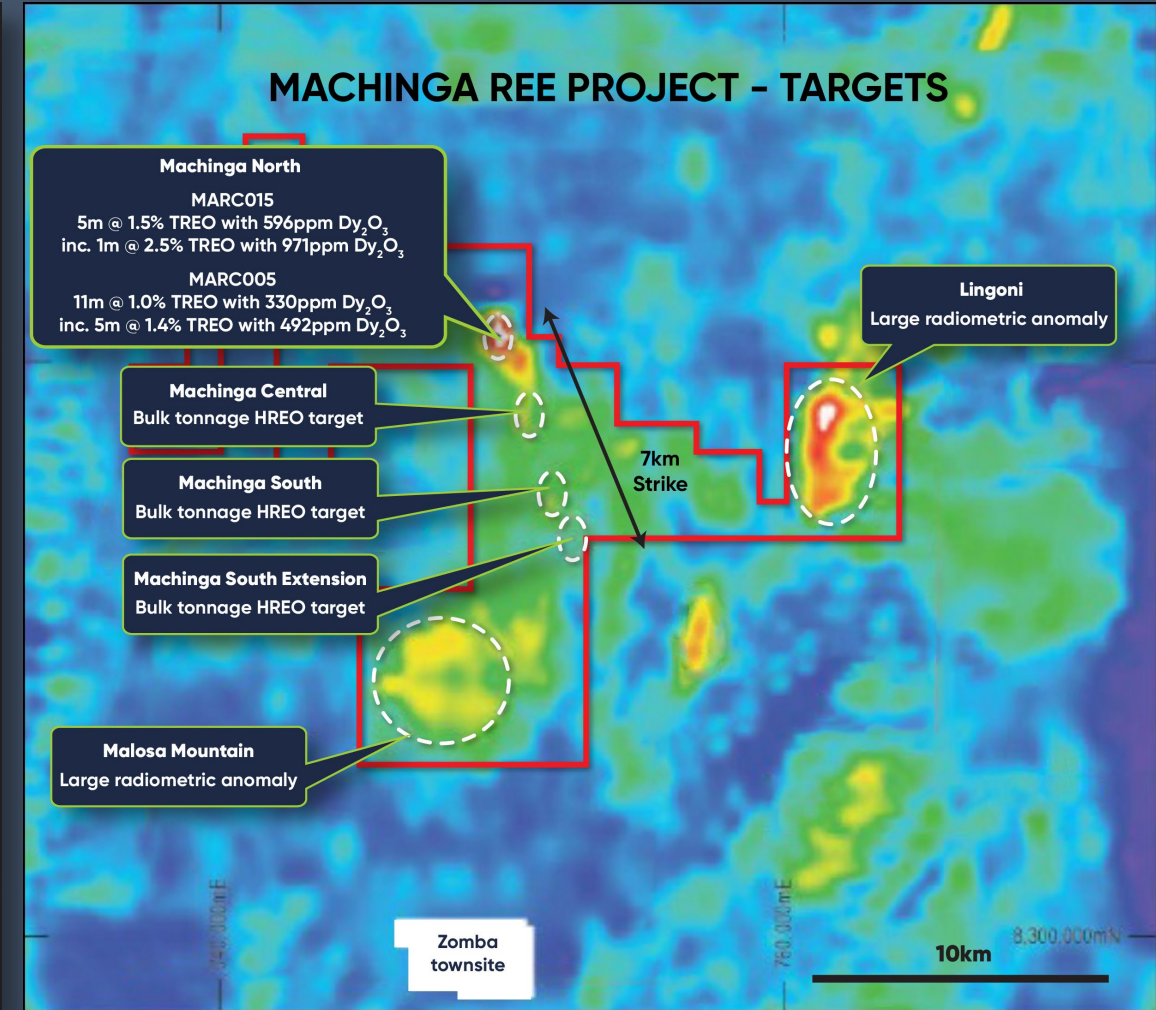 MACHINGA REE PROJECT - TARGETS
Machinga North
MARC015
5m @ 1.5% TREO with 596ppm Dy₂O₃
inc. 1m @ 2.5% TREO with 971ppm Dy₂O₃
MARC005
11m @ 1.0% TREO with 330ppm Dy₂O₃
inc. 5m @ 1.4% TREO with 492ppm Dy₂O₃
Lingoni
Large radiometric anomaly
Machinga Central
Bulk tonnage HREO target
7km
Strike
Machinga South
Bulk tonnage HREO target
Machinga South Extension
Bulk tonnage HREO target
Malosa Mountain
Large radiometric anomaly
Zomba
townsite
760,000mE
8,300,000mN
10km